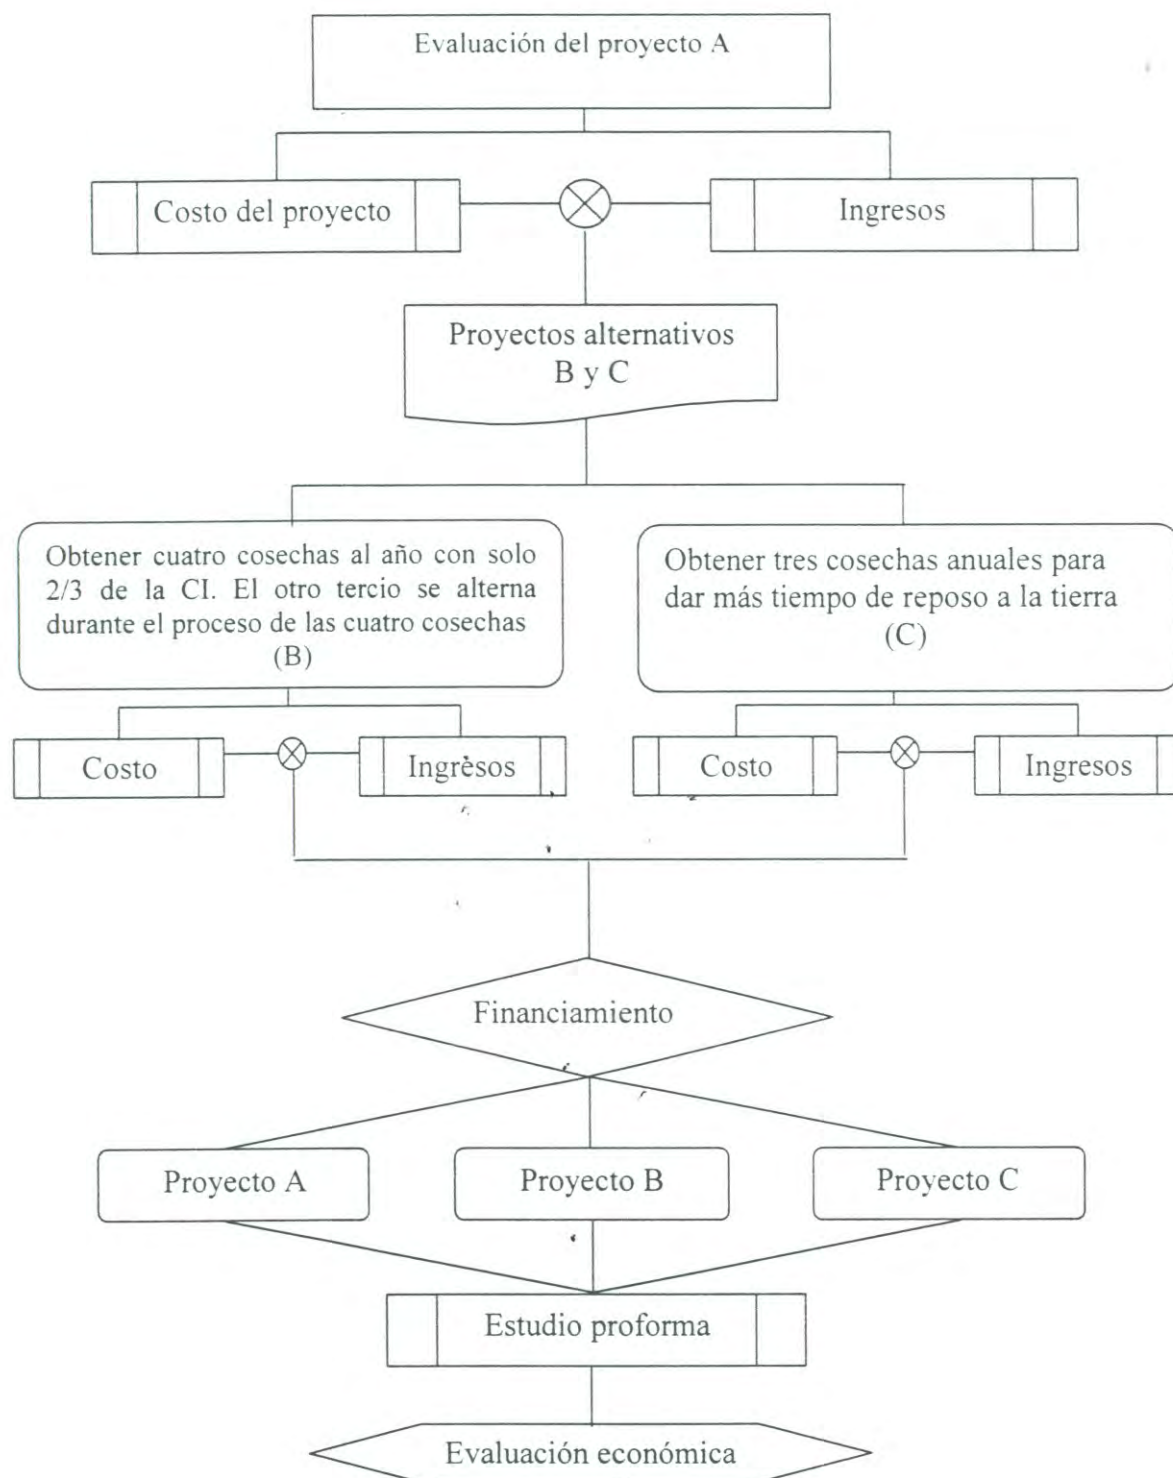 Evaluación del proyecto A
Costo del proyecto
Ingresos
Proyectos alternativos
B y C
Obtener cuatro cosechas al año con solo
2/3 de la CI. El otro tercio se alterna
durante el proceso de las cuatro cosechas
(B)
Obtener tres cosechas anuales para
dar más tiempo de reposo a la tierra
(C)
Costo
Ingresos
Costo
Ingresos
Financiamiento
Proyecto A
Proyecto B
Proyecto C
Estudio proforma
Evaluación económica